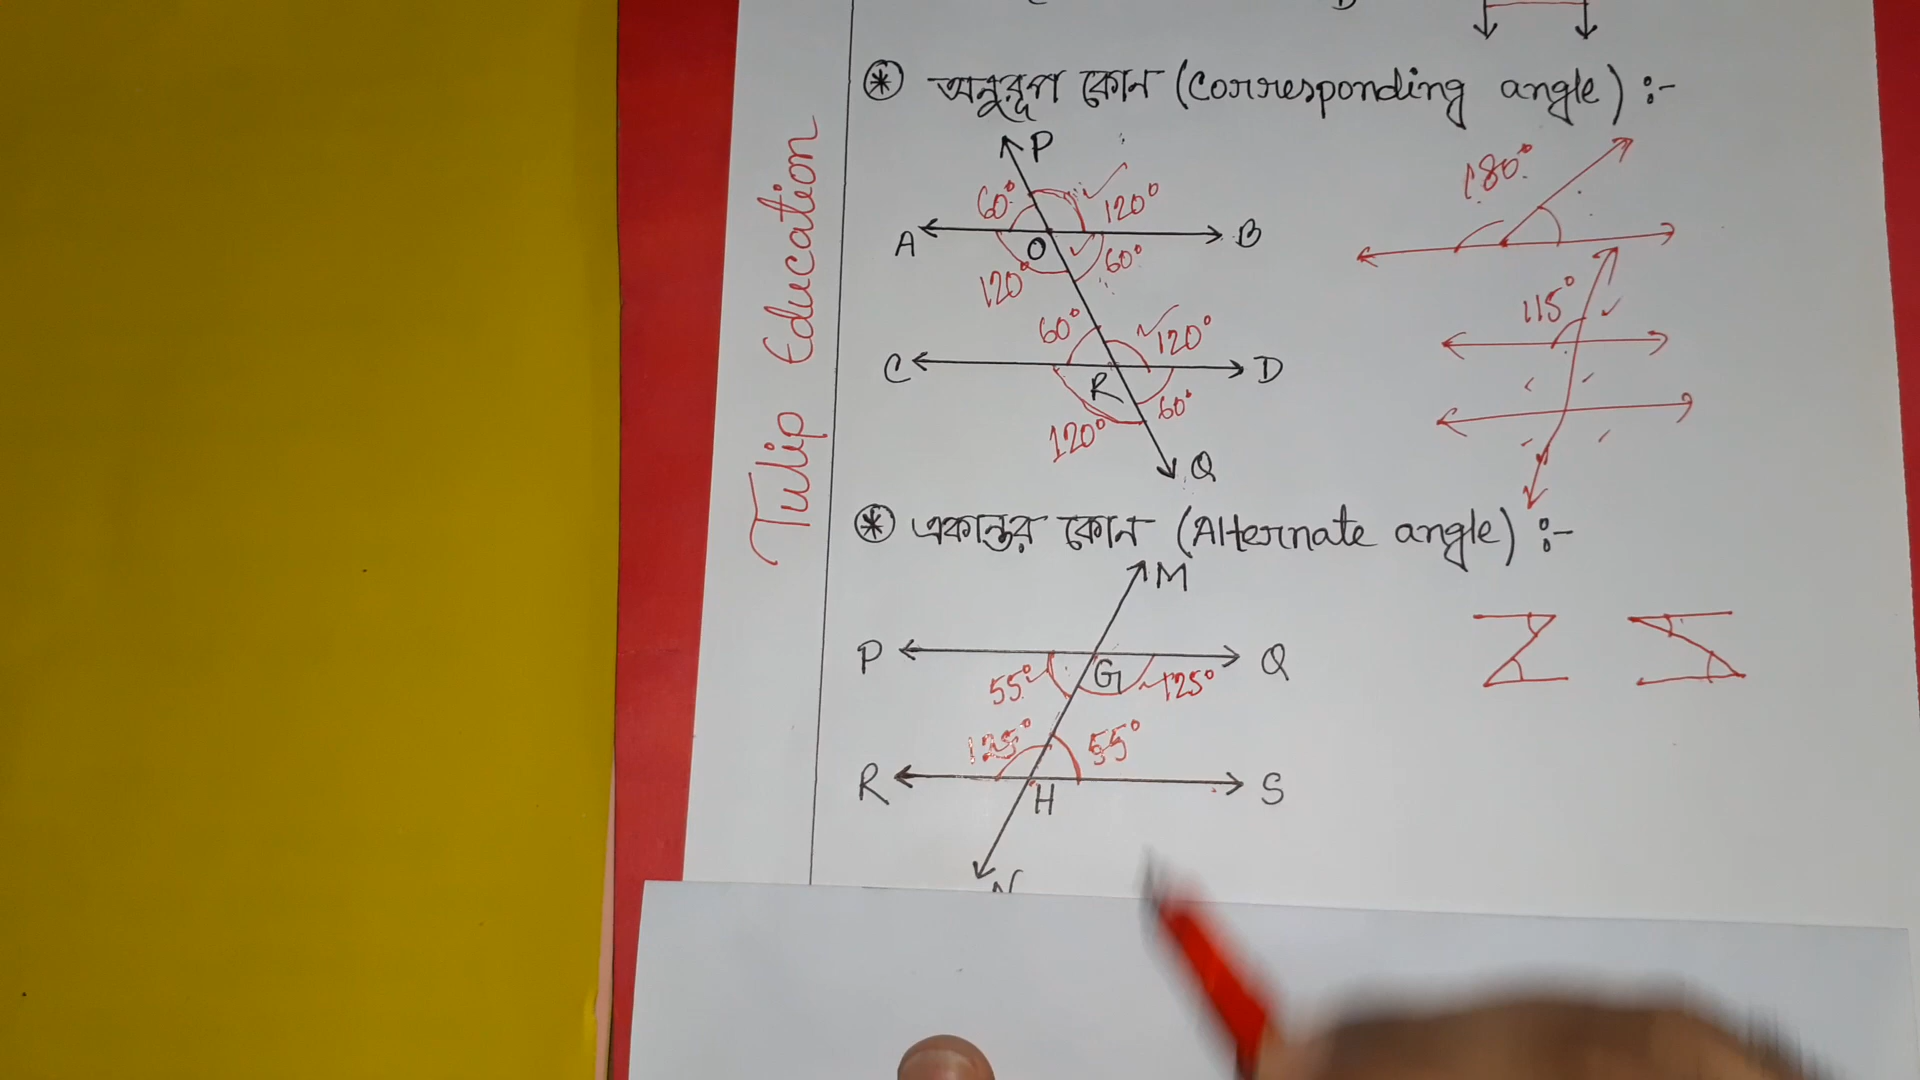 Tulip Education
অনুরূপ কোন (Corresponding angle) :-
P
60° 120°
A B
O
120° 60°
60° 120°
C D
R
60°
120°
Q
180°
115°
একান্তর কোন (Alternate angle) :-
M
P Q
G
55° 125°
125° 55°
R S
H
N